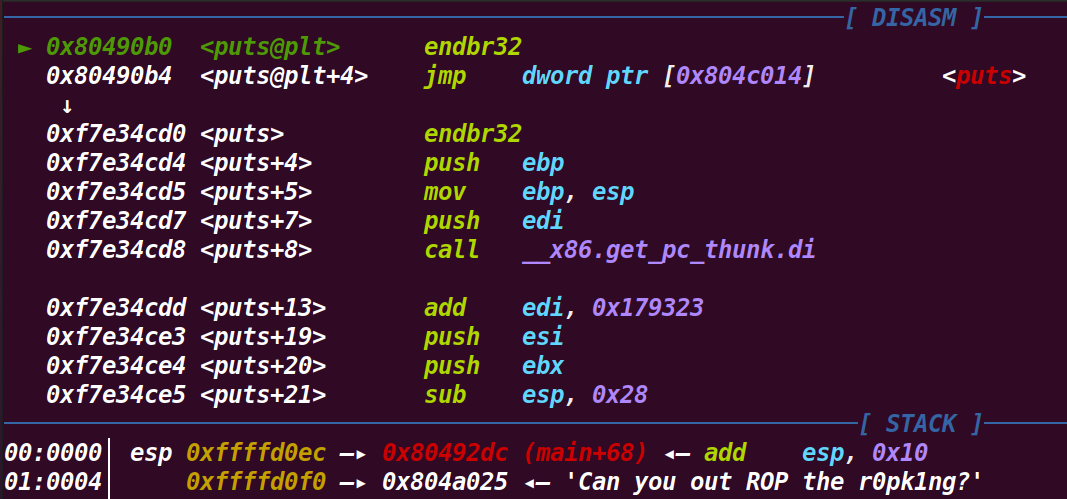 [ DISASM ]
► 0x80490b0 <puts@plt> endbr32
0x80490b4 <puts@plt+4> jmp dword ptr [0x804c014] <puts>
↓
0xf7e34cd0 <puts> endbr32
0xf7e34cd4 <puts+4> push ebp
0xf7e34cd5 <puts+5> mov ebp, esp
0xf7e34cd7 <puts+7> push edi
0xf7e34cd8 <puts+8> call __x86.get_pc_thunk.di
0xf7e34cdd <puts+13> add edi, 0x179323
0xf7e34ce3 <puts+19> push esi
0xf7e34ce4 <puts+20> push ebx
0xf7e34ce5 <puts+21> sub esp, 0x28
[ STACK ]
00:0000│ esp 0xffffd0ec —▸ 0x80492dc (main+68) ◂— add esp, 0x10
01:0004│ 0xffffd0f0 —▸ 0x804a025 ◂— 'Can you out ROP the r0pk1ng?'